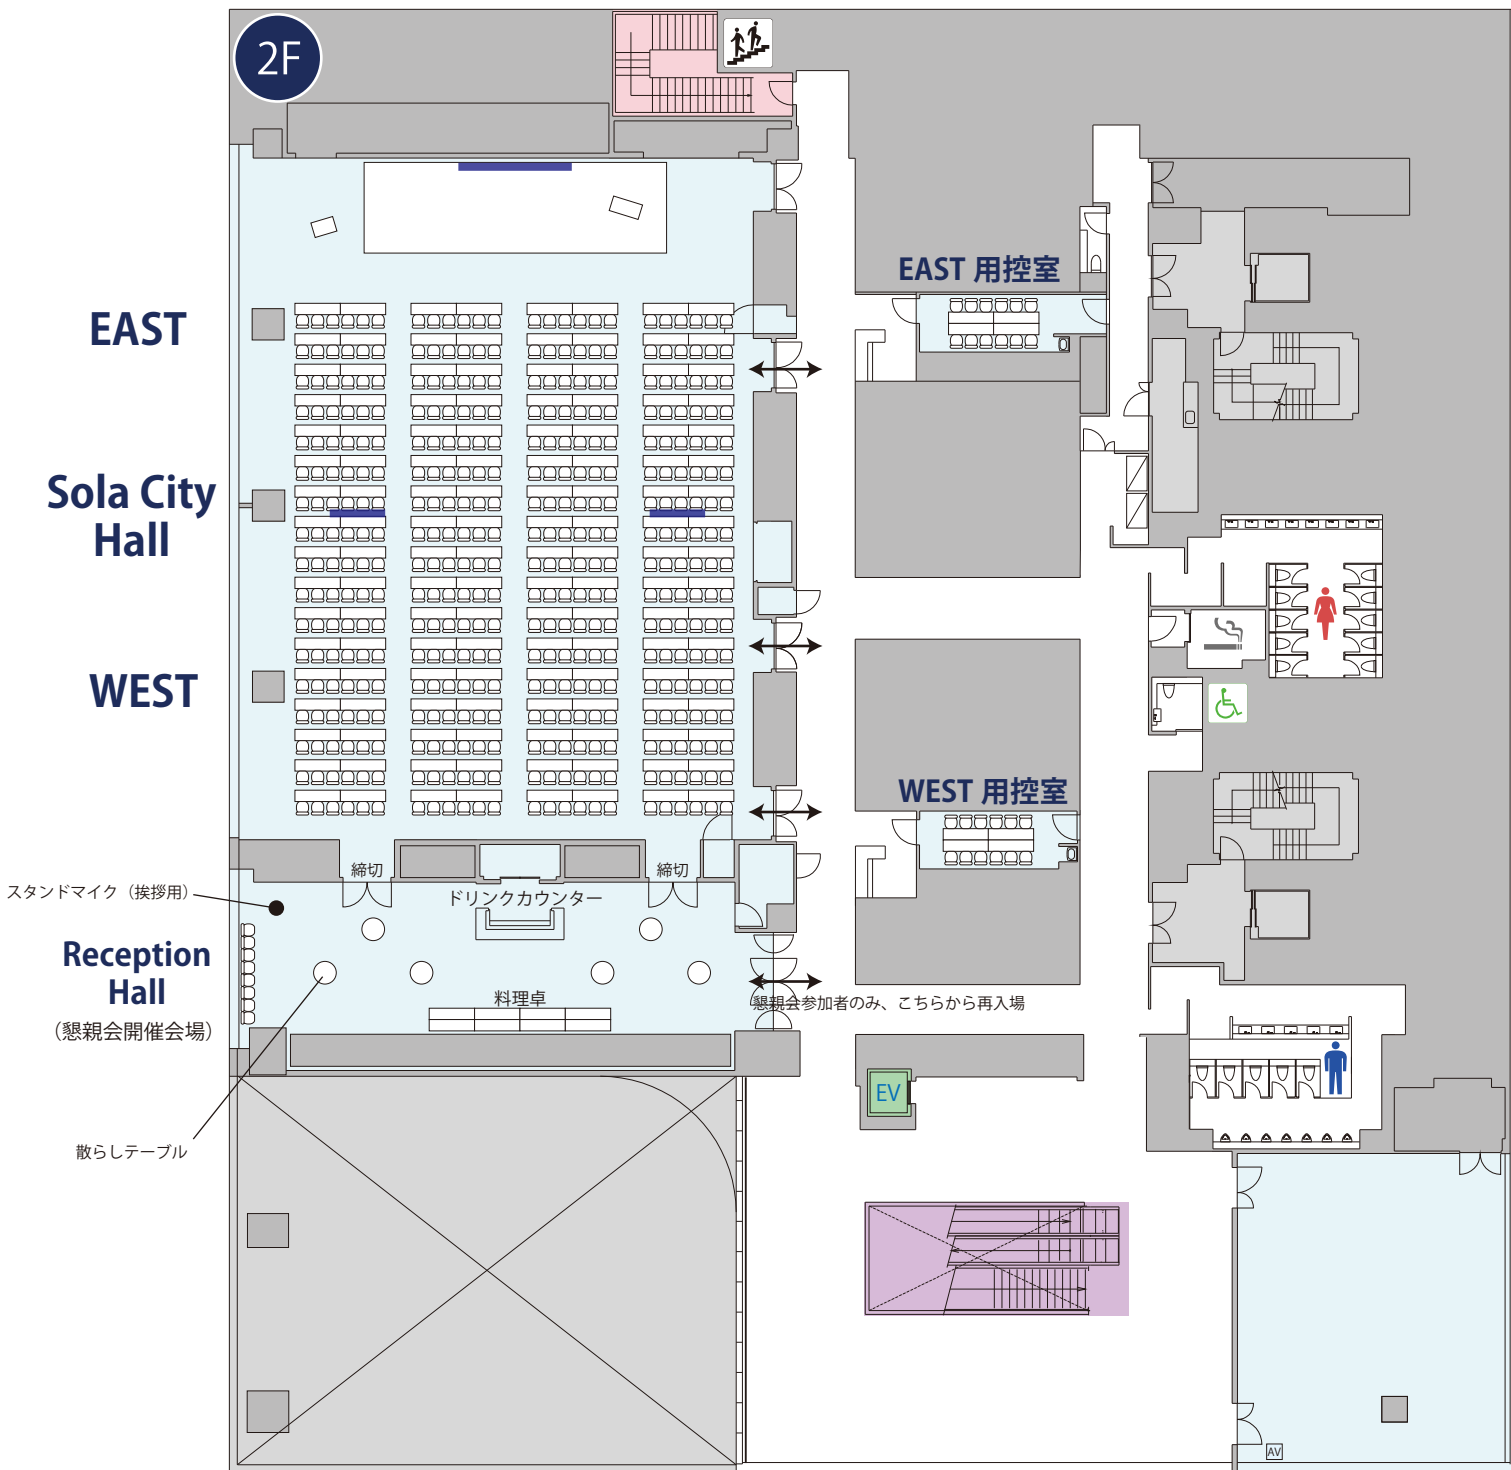 2F
EAST 用控室
EAST
Sola City
Hall
WEST
WEST 用控室
締切
締切
スタンドマイク（挨拶用）
ドリンクカウンター
Reception
Hall
（懇親会開催会場）
料理卓
懇親会参加者のみ、こちらから再入場
EV
散らしテーブル
AV